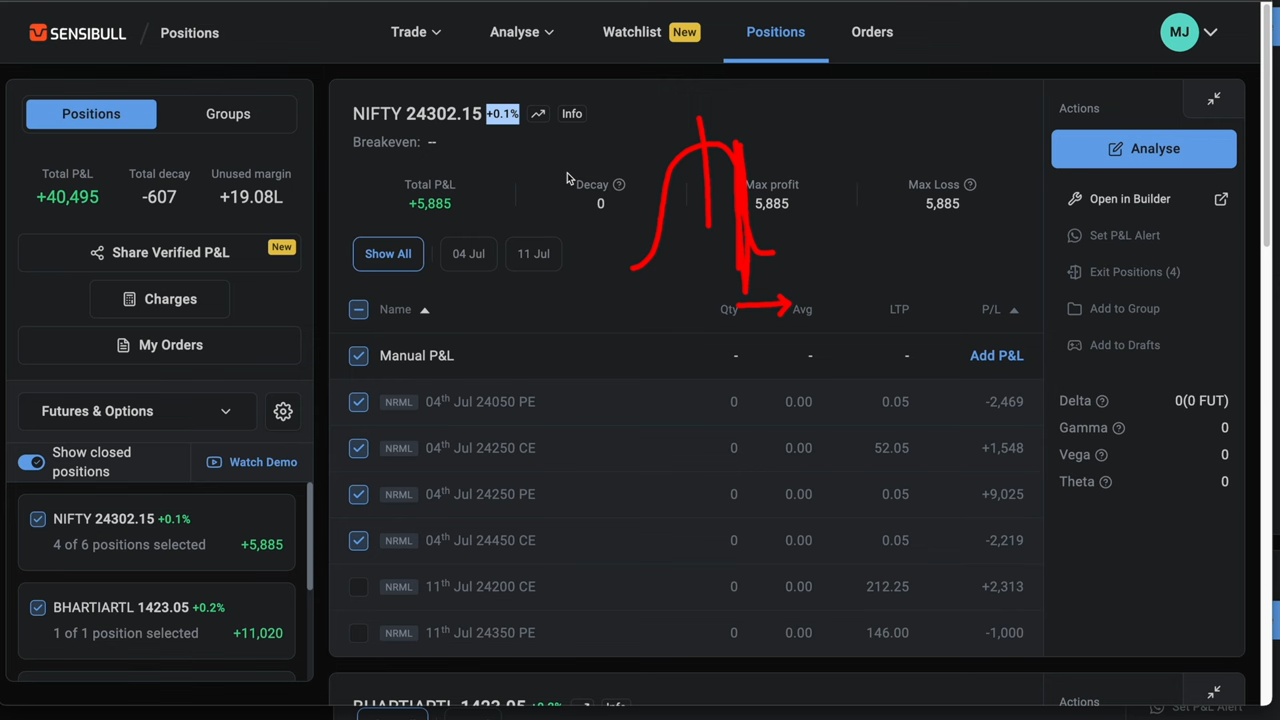 SENSIBULL / Positions
Trade
Analyse
Watchlist New
Positions
Orders
MJ
Positions
Groups
Total P&L
Total decay
Unused margin
+40,495
-607
+19.08L
Share Verified P&L
New
Charges
My Orders
Futures & Options
Show closed positions
Watch Demo
NIFTY 24302.15 +0.1%
4 of 6 positions selected +5,885
BHARTIARTL 1423.05 +0.2%
1 of 1 position selected +11,020
NIFTY 24302.15 +0.1% Info
Breakeven: --
Total P&L
Decay
Max profit
Max Loss
+5,885
0
5,885
5,885
Show All
04 Jul
11 Jul
Name Qty Avg LTP P/L
Manual P&L - - - Add P&L
NRML 04th Jul 24050 PE 0 0.00 0.05 -2,469
NRML 04th Jul 24250 CE 0 0.00 52.05 +1,548
NRML 04th Jul 24250 PE 0 0.00 0.05 +9,025
NRML 04th Jul 24450 CE 0 0.00 0.05 -2,219
NRML 11th Jul 24200 CE 0 0.00 212.25 +2,313
NRML 11th Jul 24350 PE 0 0.00 146.00 -1,000
Actions
Analyse
Open in Builder
Set P&L Alert
Exit Positions (4)
Add to Group
Add to Drafts
Delta 0(0 FUT)
Gamma 0
Vega 0
Theta 0
BHARTIARTL 1423.05 +0.2% Info
Actions
Set P&L Alert